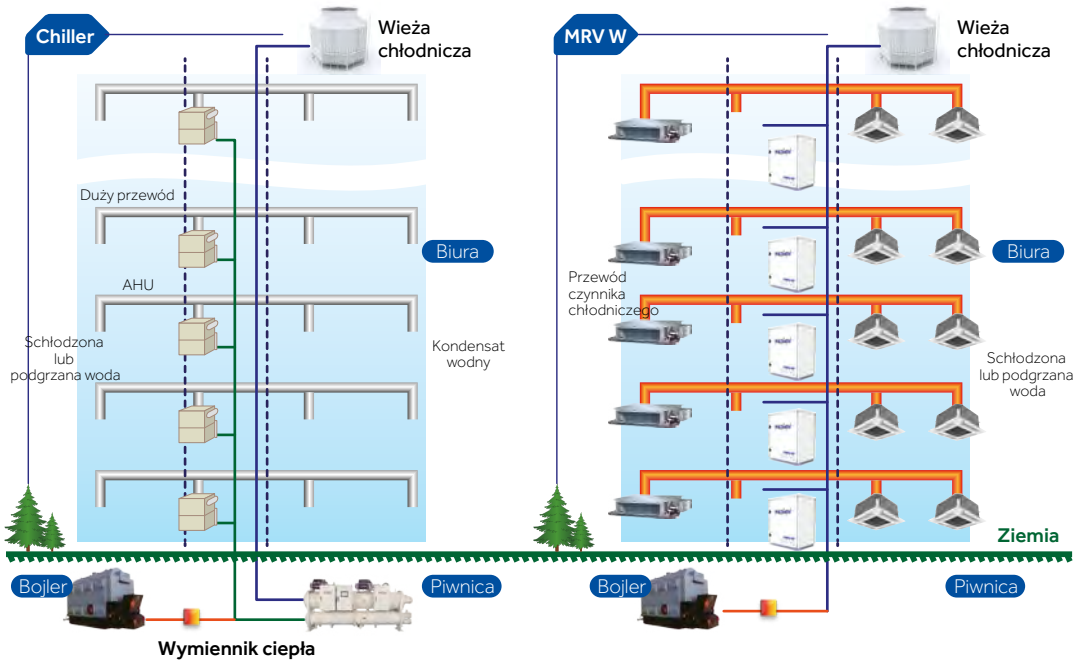 Chiller
Wieża
chłodnicza
Duży przewód
Biura
AHU
Schłodzona
lub
podgrzana woda
Kondensat
wodny
Bojler
Piwnica
Wymiennik ciepła
MRV W
Wieża
chłodnicza
Biura
Przewód
czynnika
chłodniczego
Schłodzona
lub podgrzana
woda
Ziemia
Bojler
Piwnica